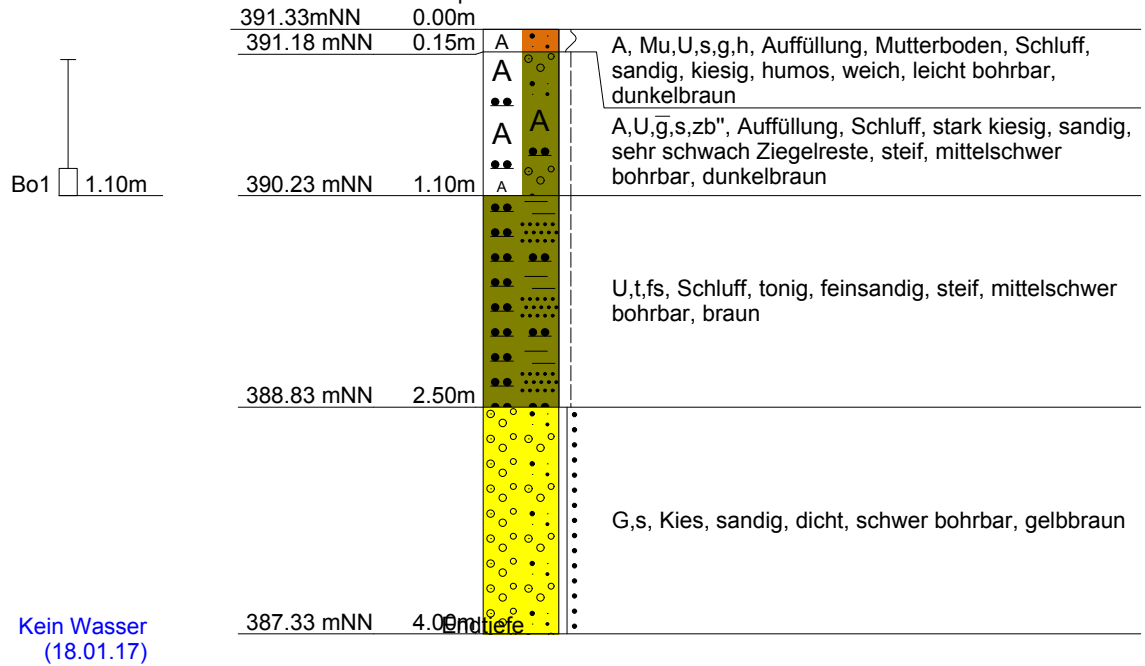 391.33mNN 0.00m
391.18 mNN 0.15m A
A, Mu,U,s,g,h, Auffüllung, Mutterboden, Schluff,
sandig, kiesig, humos, weich, leicht bohrbar,
dunkelbraun
A
A A
A,U,g̅,s,zb", Auffüllung, Schluff, stark kiesig, sandig,
sehr schwach Ziegelreste, steif, mittelschwer
bohrbar, dunkelbraun
Bo1 1.10m
390.23 mNN 1.10m A
U,t,fs, Schluff, tonig, feinsandig, steif, mittelschwer
bohrbar, braun
388.83 mNN 2.50m
G,s, Kies, sandig, dicht, schwer bohrbar, gelbbraun
387.33 mNN 4.00m Endtiefe
Kein Wasser
(18.01.17)